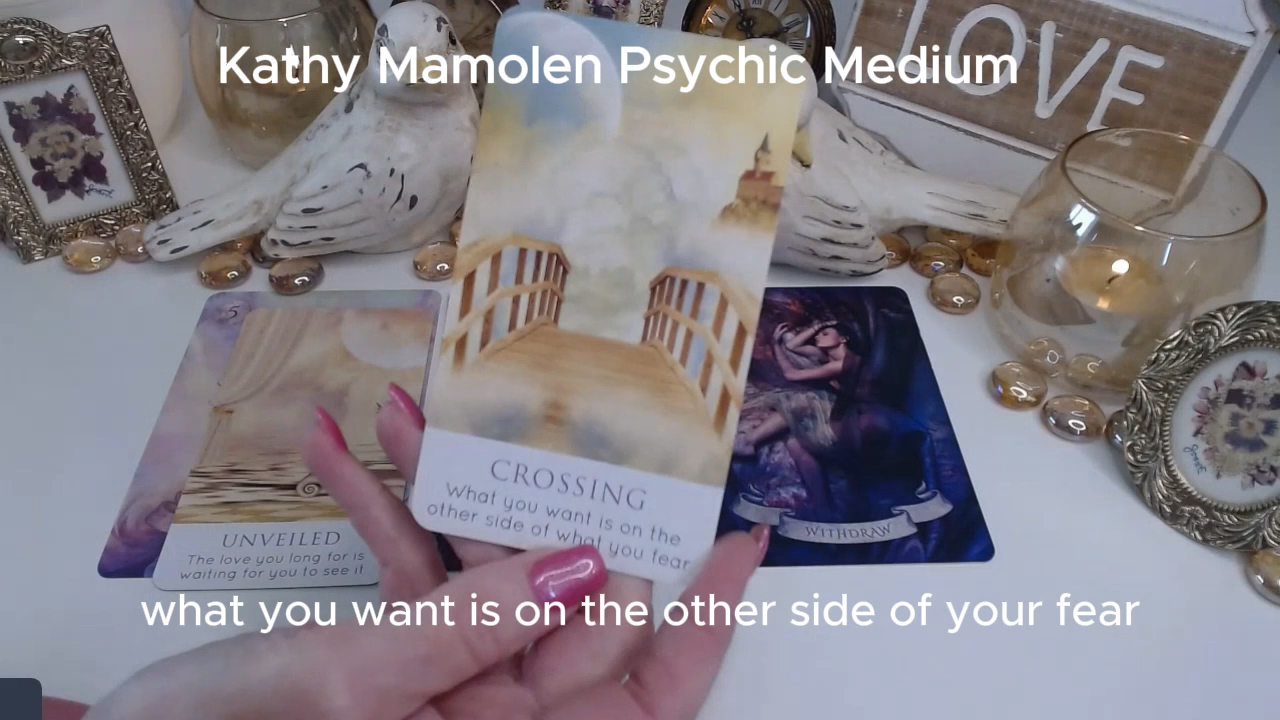 Kathy Mamolen Psychic Medium
LOVE
5
CROSSING
What you want is on the
other side of what you fear
UNVEILED
The love you long for is
waiting for you to see it
WITHDRAW
what you want is on the other side of your fear